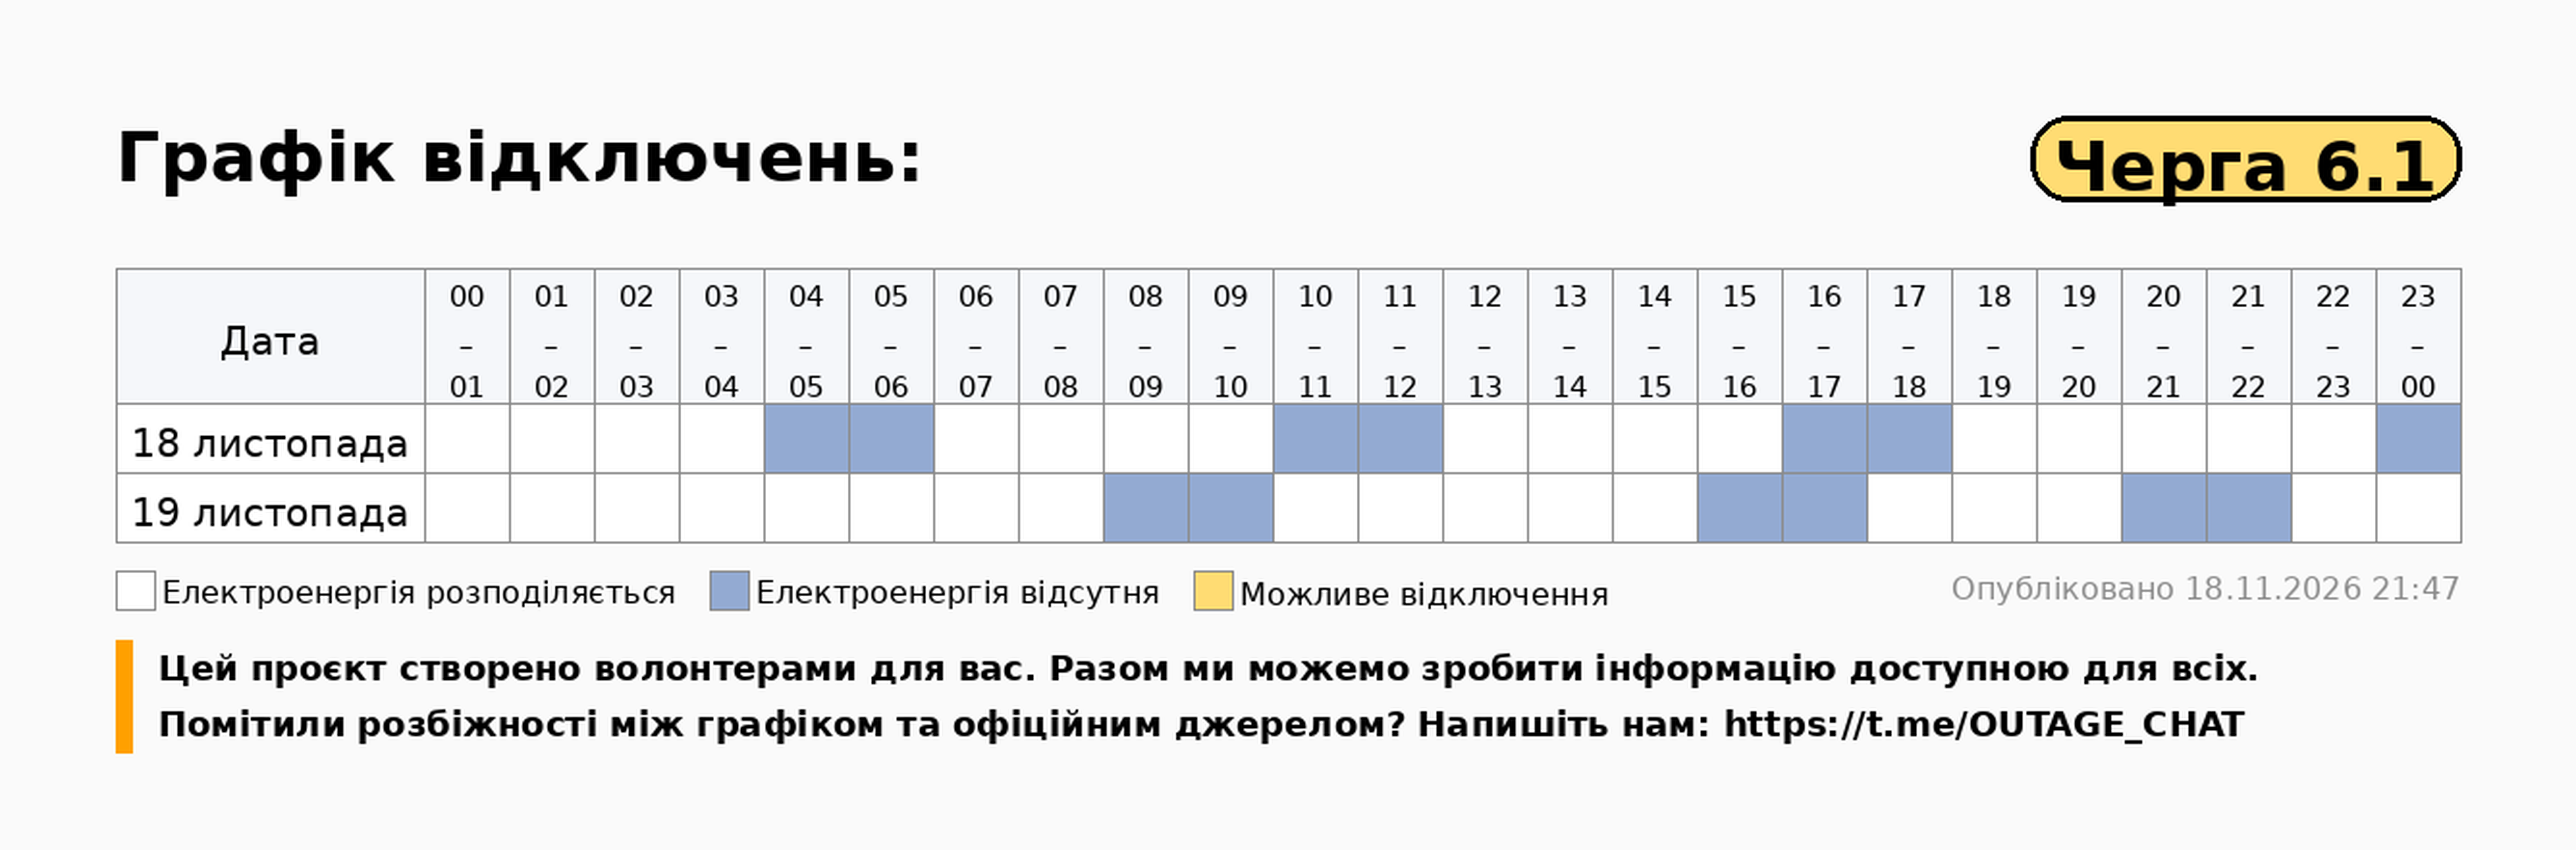 Графік відключень:
Черга 6.1
Дата 00 – 01 01 – 02 02 – 03 03 – 04 04 – 05 05 – 06 06 – 07 07 – 08 08 – 09 09 – 10 10 – 11 11 – 12 12 – 13 13 – 14 14 – 15 15 – 16 16 – 17 17 – 18 18 – 19 19 – 20 20 – 21 21 – 22 22 – 23 23 – 00
18 листопада
19 листопада
Електроенергія розподіляється Електроенергія відсутня Можливе відключення
Опубліковано 18.11.2026 21:47
Цей проєкт створено волонтерами для вас. Разом ми можемо зробити інформацію доступною для всіх.
Помітили розбіжності між графіком та офіційним джерелом? Напишіть нам: https://t.me/OUTAGE_CHAT